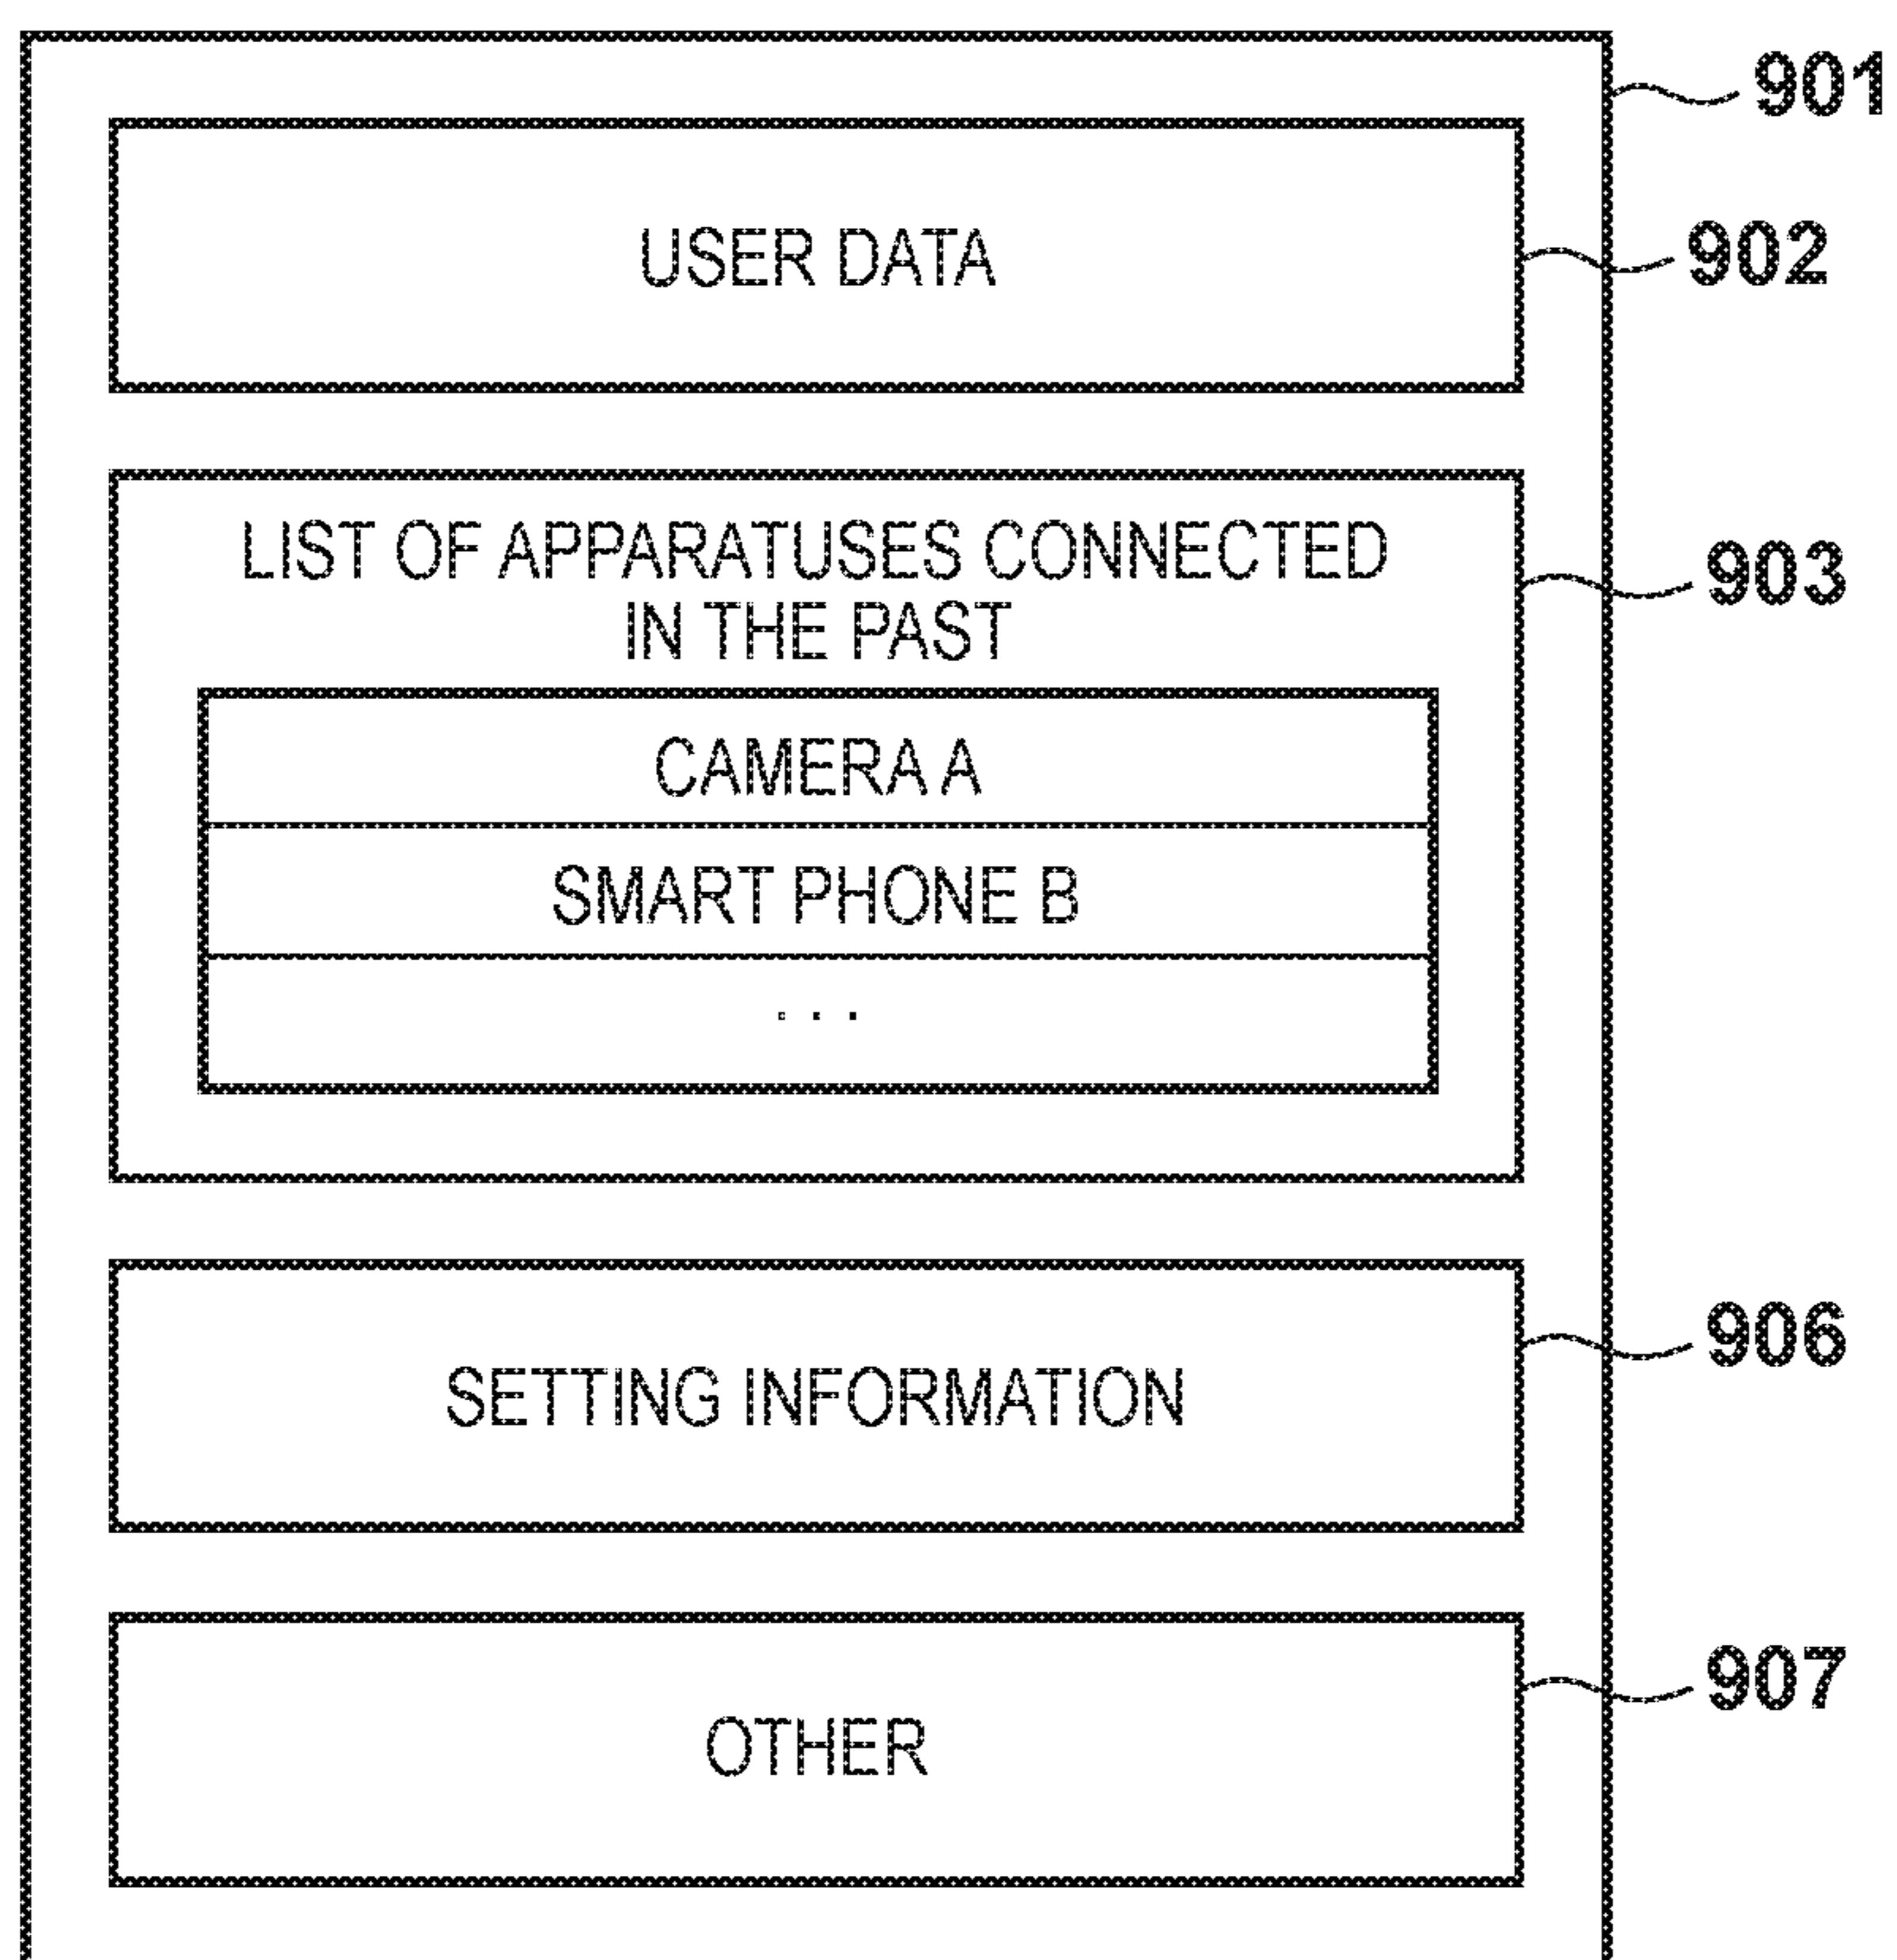 901
USER DATA
902
LIST OF APPARATUSES CONNECTED
IN THE PAST
903
CAMERA A
SMART PHONE B
...
906
SETTING INFORMATION
907
OTHER